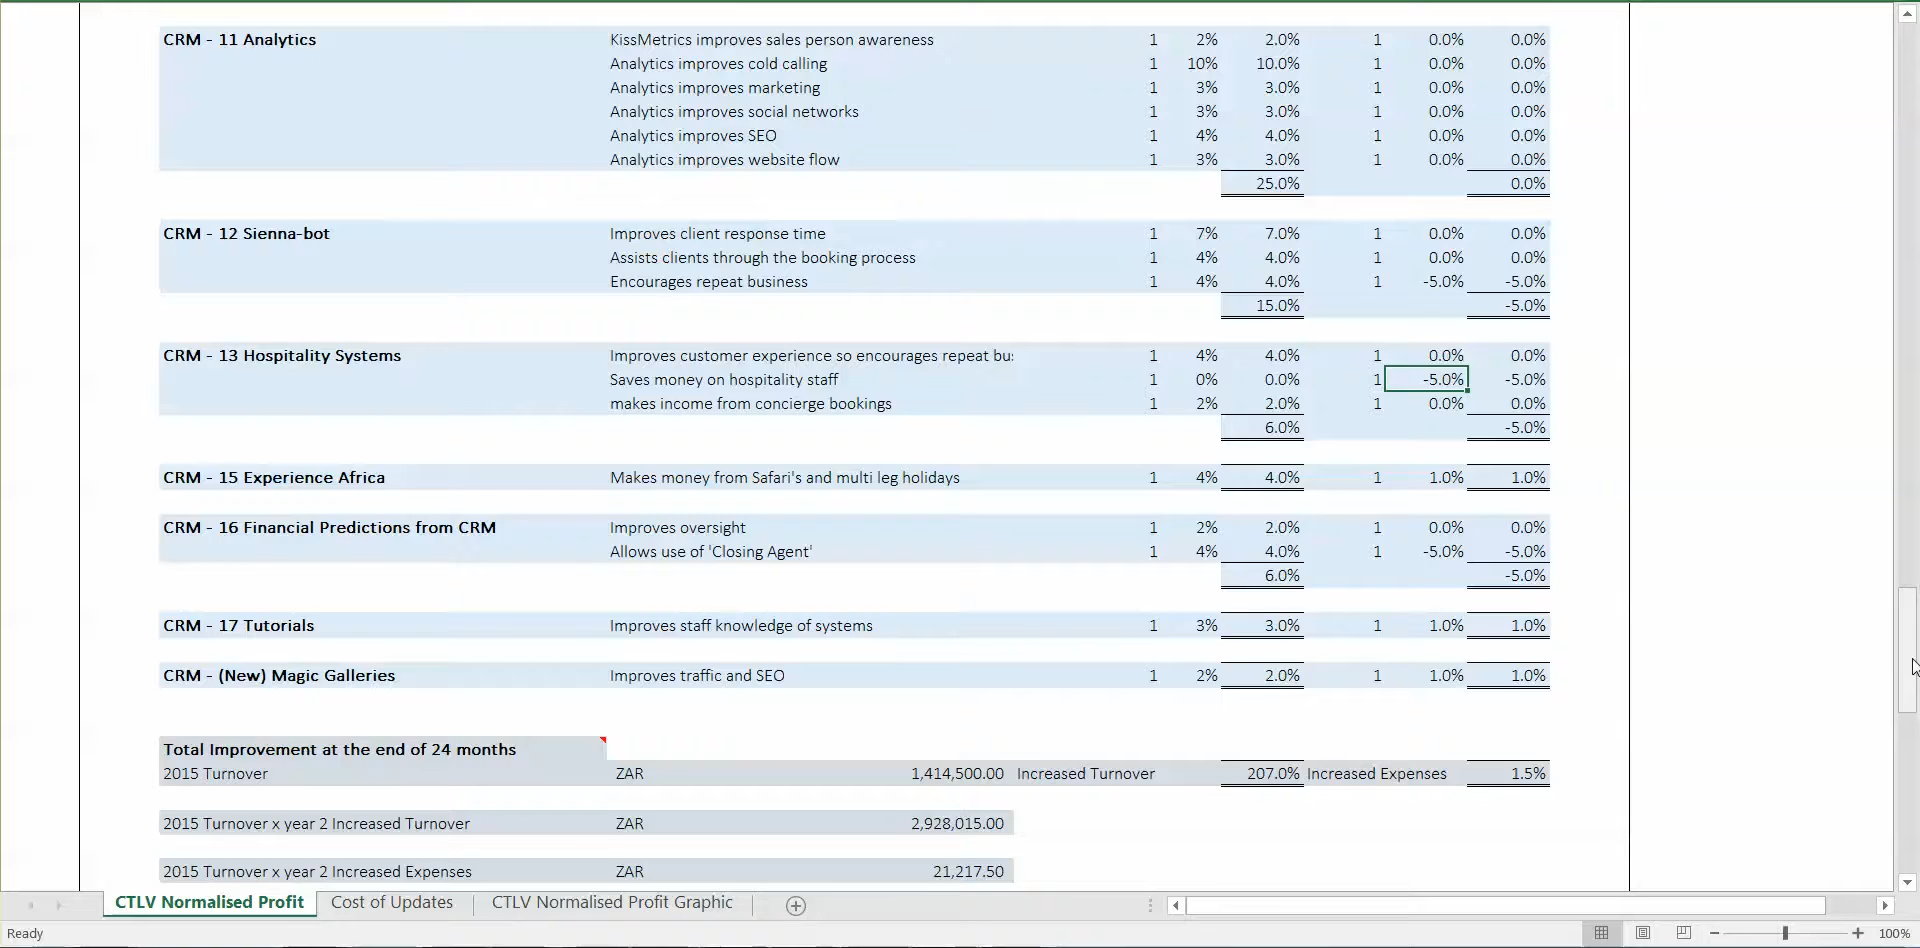 CRM - 11 Analytics KissMetrics improves sales person awareness 1 2% 2.0% 1 0.0% 0.0%
Analytics improves cold calling 1 10% 10.0% 1 0.0% 0.0%
Analytics improves marketing 1 3% 3.0% 1 0.0% 0.0%
Analytics improves social networks 1 3% 3.0% 1 0.0% 0.0%
Analytics improves SEO 1 4% 4.0% 1 0.0% 0.0%
Analytics improves website flow 1 3% 3.0% 1 0.0% 0.0%
25.0% 0.0%
CRM - 12 Sienna-bot Improves client response time 1 7% 7.0% 1 0.0% 0.0%
Assists clients through the booking process 1 4% 4.0% 1 0.0% 0.0%
Encourages repeat business 1 4% 4.0% 1 -5.0% -5.0%
15.0% -5.0%
CRM - 13 Hospitality Systems Improves customer experience so encourages repeat bu 1 4% 4.0% 1 0.0% 0.0%
Saves money on hospitality staff 1 0% 0.0% 1 -5.0% -5.0%
makes income from concierge bookings 1 2% 2.0% 1 0.0% 0.0%
6.0% -5.0%
CRM - 15 Experience Africa Makes money from Safari's and multi leg holidays 1 4% 4.0% 1 1.0% 1.0%
CRM - 16 Financial Predictions from CRM Improves oversight 1 2% 2.0% 1 0.0% 0.0%
Allows use of 'Closing Agent' 1 4% 4.0% 1 -5.0% -5.0%
6.0% -5.0%
CRM - 17 Tutorials Improves staff knowledge of systems 1 3% 3.0% 1 1.0% 1.0%
CRM - (New) Magic Galleries Improves traffic and SEO 1 2% 2.0% 1 1.0% 1.0%
Total Improvement at the end of 24 months
2015 Turnover ZAR 1,414,500.00 Increased Turnover 207.0% Increased Expenses 1.5%
2015 Turnover x year 2 Increased Turnover ZAR 2,928,015.00
2015 Turnover x year 2 Increased Expenses ZAR 21,217.50
CTLV Normalised Profit Cost of Updates CTLV Normalised Profit Graphic
Ready 100%